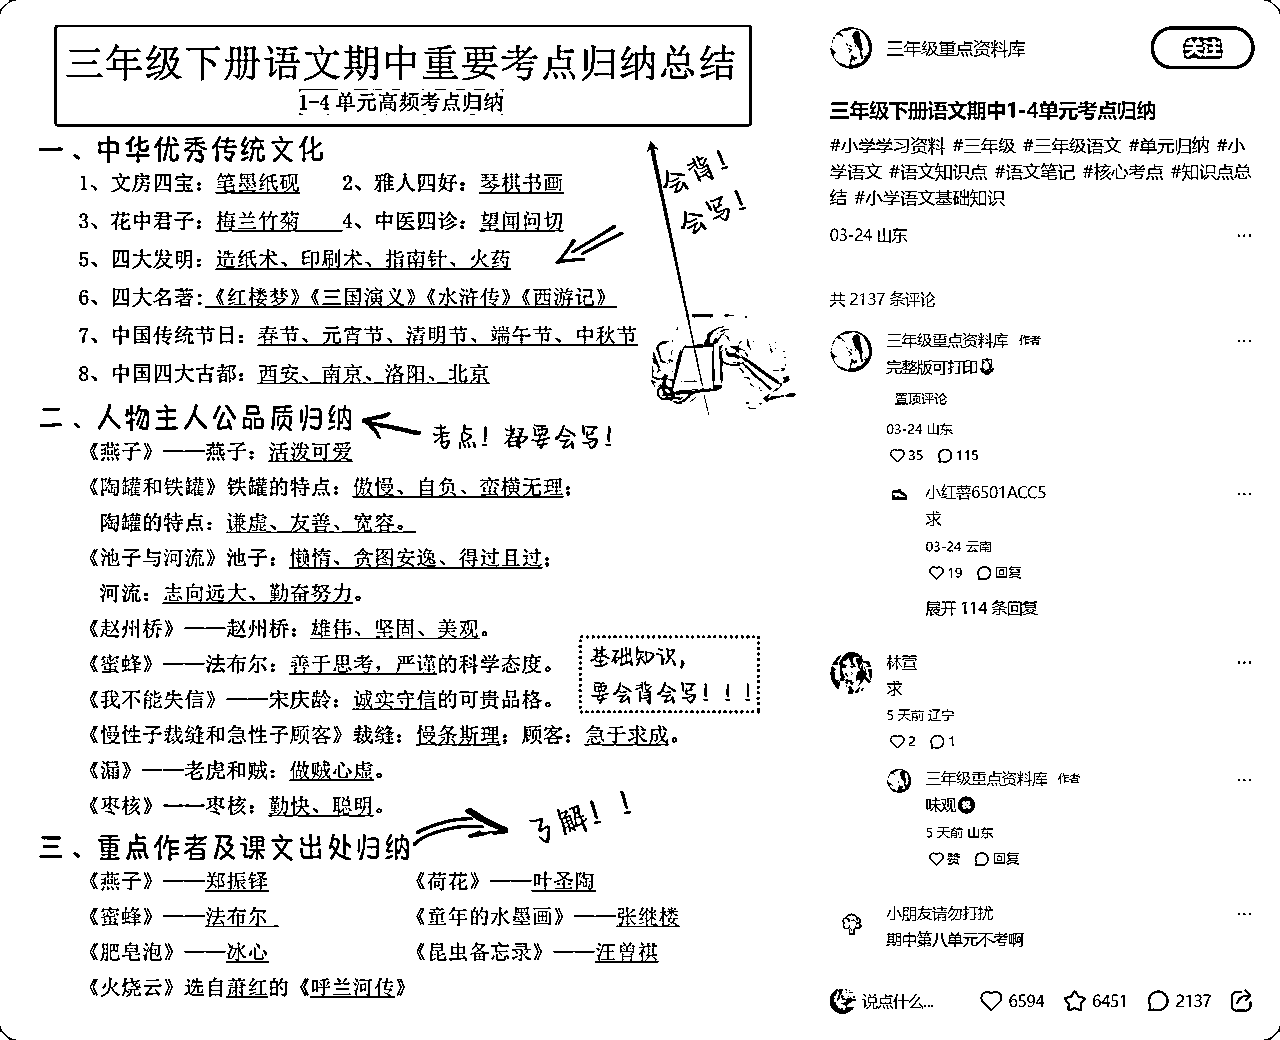 三年级下册语文期中重要考点归纳总结
1-4 单元高频考点归纳
一、中华优秀传统文化
1、文房四宝：笔墨纸砚 2、雅人四好：琴棋书画
3、花中君子：梅兰竹菊 4、中医四诊：望闻问切
5、四大发明：造纸术、印刷术、指南针、火药
6、四大名著：《红楼梦》《三国演义》《水浒传》《西游记》
7、中国传统节日：春节、元宵节、清明节、端午节、中秋节
8、中国四大古都：西安、南京、洛阳、北京
会背！
会写！
二、人物主人公品质归纳
考点！都要会写！
《燕子》——燕子：活泼可爱
《陶罐和铁罐》铁罐的特点：傲慢、自负、蛮横无理；
陶罐的特点：谦虚、友善、宽容。
《池子与河流》池子：懒惰、贪图安逸、得过且过；
河流：志向远大、勤奋努力。
《赵州桥》——赵州桥：雄伟、坚固、美观。
《蜜蜂》——法布尔：善于思考，严谨的科学态度。
《我不能失信》——宋庆龄：诚实守信的可贵品格。
《慢性子裁缝和急性子顾客》裁缝：慢条斯理；顾客：急于求成。
《漏》——老虎和贼：做贼心虚。
《枣核》——枣核：勤快、聪明。
基础知识，
要会背会写！！！
三、重点作者及课文出处归纳
了解！！
《燕子》——郑振铎 《荷花》——叶圣陶
《蜜蜂》——法布尔 《童年的水墨画》——张继楼
《肥皂泡》——冰心 《昆虫备忘录》——汪曾祺
《火烧云》选自萧红的《呼兰河传》
三年级重点资料库
关注
三年级下册语文期中1-4单元考点归纳
#小学学习资料 #三年级 #三年级语文 #单元归纳 #小
学语文 #语文知识点 #语文笔记 #核心考点 #知识点总
结 #小学语文基础知识
03-24 山东
共 2137 条评论
三年级重点资料库 作者
完整版可打印
置顶评论
03-24 山东
35 115
小红薯6501ACC5
求
03-24 云南
19 回复
展开 114 条回复
林萱
求
5 天前 辽宁
2 1
三年级重点资料库 作者
味观
5 天前 山东
赞 回复
小朋友请勿打扰
期中第八单元不考啊
说点什么... 6594 6451 2137